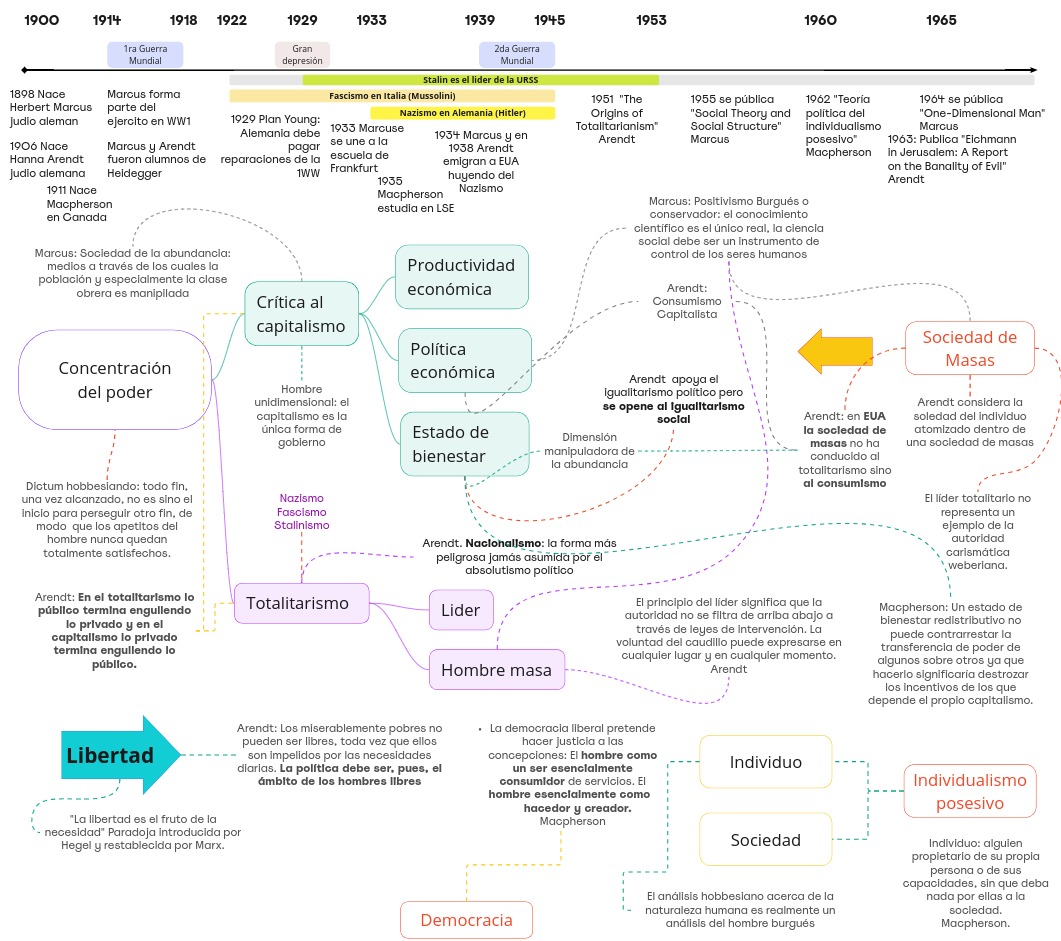 1900 1914 1918 1922 1929 1933 1939 1945 1953 1960 1965
1ra Guerra
Mundial
Gran
depresión
2da Guerra
Mundial
Stalin es el lider de la URSS
Fascismo en Italia (Mussolini)
Nazismo en Alemania (Hitler)
1898 Nace
Herbert Marcus
judío aleman
1906 Nace
Hanna Arendt
judía alemana
1911 Nace
Macpherson
en Canada
Marcus forma
parte del
ejercito en WW1
Marcus y Arendt
fueron alumnos de
Heidegger
1929 Plan Young:
Alemania debe
pagar
reparaciones de la
1WW
1933 Marcuse
se une a la
escuela de
Frankfurt
1935
Macpherson
estudia en LSE
1934 Marcus y en
1938 Arendt
emigran a EUA
huyendo del
Nazismo
1951 "The
Origins of
Totalitarianism"
Arendt
1955 se pública
"Social Theory and
Social Structure"
Marcus
1962 "Teoría
política del
individualismo
posesivo"
Macpherson
1964 se pública
"One-Dimensional Man"
Marcus
1963: Publica "Eichmann
in Jerusalem: A Report
on the Banality of Evil"
Arendt
Marcus: Sociedad de la abundancia:
medios a través de los cuales la
población y especialmente la clase
obrera es manipilada
Marcus: Positivismo Burgués o
conservador: el conocimiento
científico es el único real, la ciencia
social debe ser un instrumento de
control de los seres humanos
Crítica al
capitalismo
Productividad
económica
Política
económica
Estado de
bienestar
Arendt:
Consumismo
Capitalista
Sociedad de
Masas
Concentración
del poder
Hombre
unidimensional: el
capitalismo es la
única forma de
gobierno
Arendt apoya el
igualitarismo político pero
se opene al igualitarismo
social
Dimensión
manipuladora de
la abundancia
Arendt: en EUA
la sociedad de
masas no ha
conducido al
totalitarismo sino
al consumismo
Arendt considera la
soledad del individuo
atomizado dentro de
una sociedad de masas
Dictum hobbesiando: todo fin,
una vez alcanzado, no es sino el
inicio para perseguir otro fin, de
modo que los apetitos del
hombre nunca quedan
totalmente satisfechos.
Nazismo
Fascismo
Stalinismo
El líder totalitario no
representa un
ejemplo de la
autoridad
carismática
weberiana.
Arendt. Nacionalismo: la forma más
peligrosa jamás asumida por el
absolutismo político
Arendt: En el totalitarismo lo
público termina engullendo
lo privado y en el
capitalismo lo privado
termina engullendo lo
público.
Totalitarismo
Lider
Hombre masa
El principio del líder significa que la
autoridad no se filtra de arriba abajo a
través de leyes de intervención. La
voluntad del caudillo puede expresarse en
cualquier lugar y en cualquier momento.
Arendt
Macpherson: Un estado de
bienestar redistributivo no
puede contrarrestar la
transferencia de poder de
algunos sobre otros ya que
hacerlo significaría destrozar
los incentivos de los que
depende el propio capitalismo.
Libertad
Arendt: Los miserablemente pobres no
pueden ser libres, toda vez que ellos
son impelidos por las necesidades
diarias. La política debe ser, pues, el
ámbito de los hombres libres
"La libertad es el fruto de la
necesidad" Paradoja introducida por
Hegel y restablecida por Marx.
• La democracia liberal pretende
hacer justicia a las
concepciones: El hombre como
un ser esencialmente
consumidor de servicios. El
hombre esencialmente como
hacedor y creador.
Macpherson
Democracia
Individuo
Sociedad
Individualismo
posesivo
El análisis hobbesiano acerca de la
naturaleza humana es realmente un
análisis del hombre burgués
Individuo: alguien
propietario de su propia
persona o de sus
capacidades, sin que deba
nada por ellas a la
sociedad.
Macpherson.